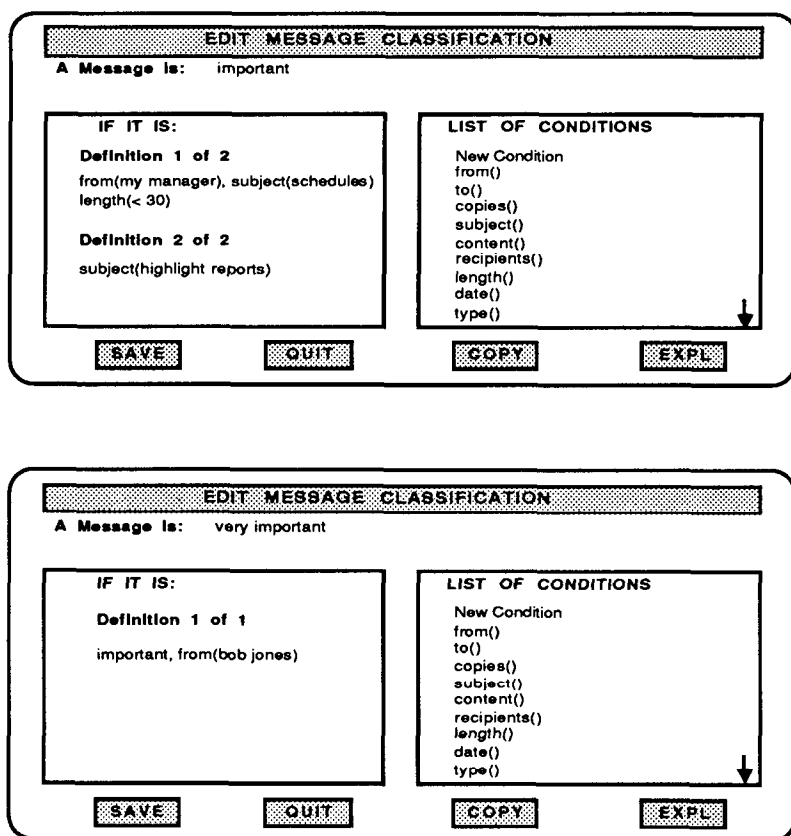 EDIT MESSAGE CLASSIFICATION
A Message is: important
IF IT IS:
Definition 1 of 2
from(my manager), subject(schedules)
length(< 30)
Definition 2 of 2
subject(highlight reports)
LIST OF CONDITIONS
New Condition
from()
to()
copies()
subject()
content()
recipients()
length()
date()
type()
SAVE QUIT COPY EXPL
EDIT MESSAGE CLASSIFICATION
A Message is: very important
IF IT IS:
Definition 1 of 1
important, from(bob jones)
LIST OF CONDITIONS
New Condition
from()
to()
copies()
subject()
content()
recipients()
length()
date()
type()
SAVE QUIT COPY EXPL